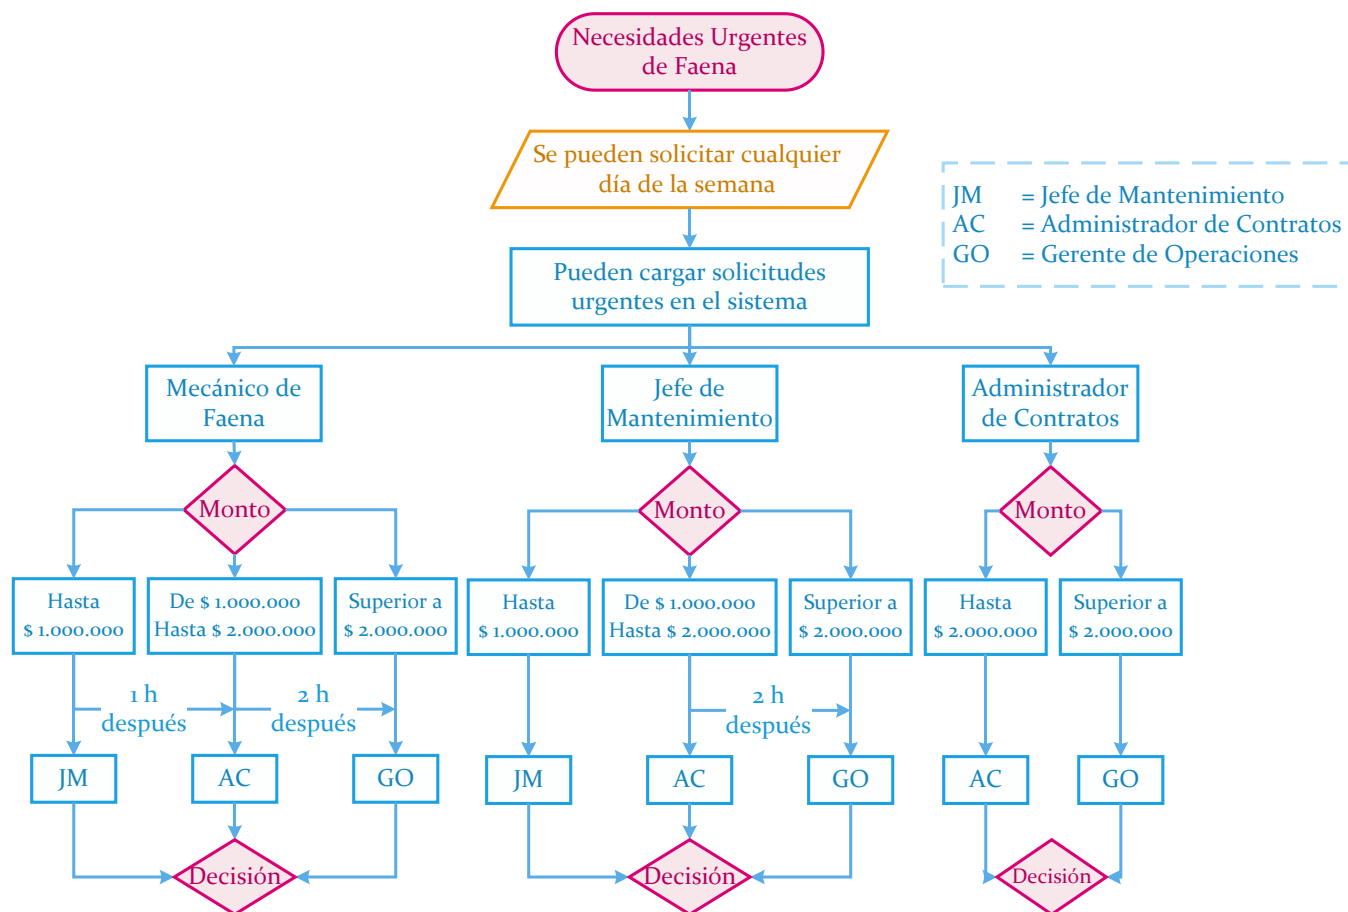 Necesidades Urgentes
de Faena
Se pueden solicitar cualquier
día de la semana
JM = Jefe de Mantenimiento
AC = Administrador de Contratos
GO = Gerente de Operaciones
Pueden cargar solicitudes
urgentes en el sistema
Mecánico de
Faena
Jefe de
Mantenimiento
Administrador
de Contratos
Monto
Monto
Monto
Hasta
$ 1.000.000
De $ 1.000.000
Hasta $ 2.000.000
Superior a
$ 2.000.000
Hasta
$ 1.000.000
De $ 1.000.000
Hasta $ 2.000.000
Superior a
$ 2.000.000
Hasta
$ 2.000.000
Superior a
$ 2.000.000
1 h
después
2 h
después
2 h
después
JM
AC
GO
JM
AC
GO
AC
GO
Decisión
Decisión
Decisión